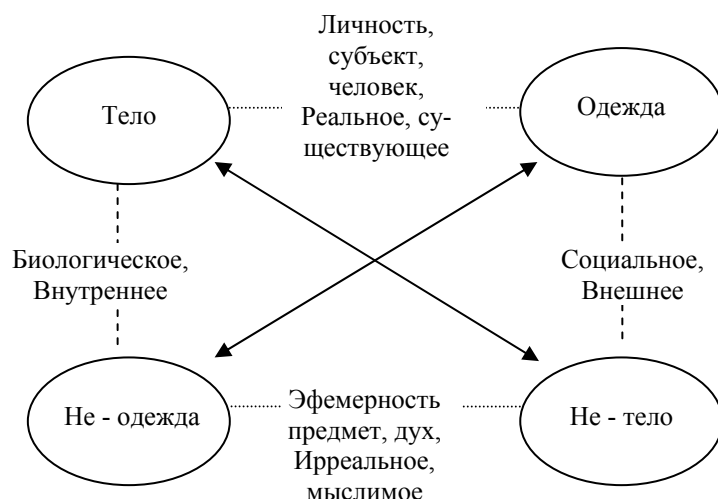 Личность,
субъект,
человек,
Реальное, су-
ществующее
Тело
Одежда
Биологическое,
Внутреннее
Социальное,
Внешнее
Не - одежда
Эфемерность
предмет, дух,
Ирреальное,
мыслимое
Не - тело